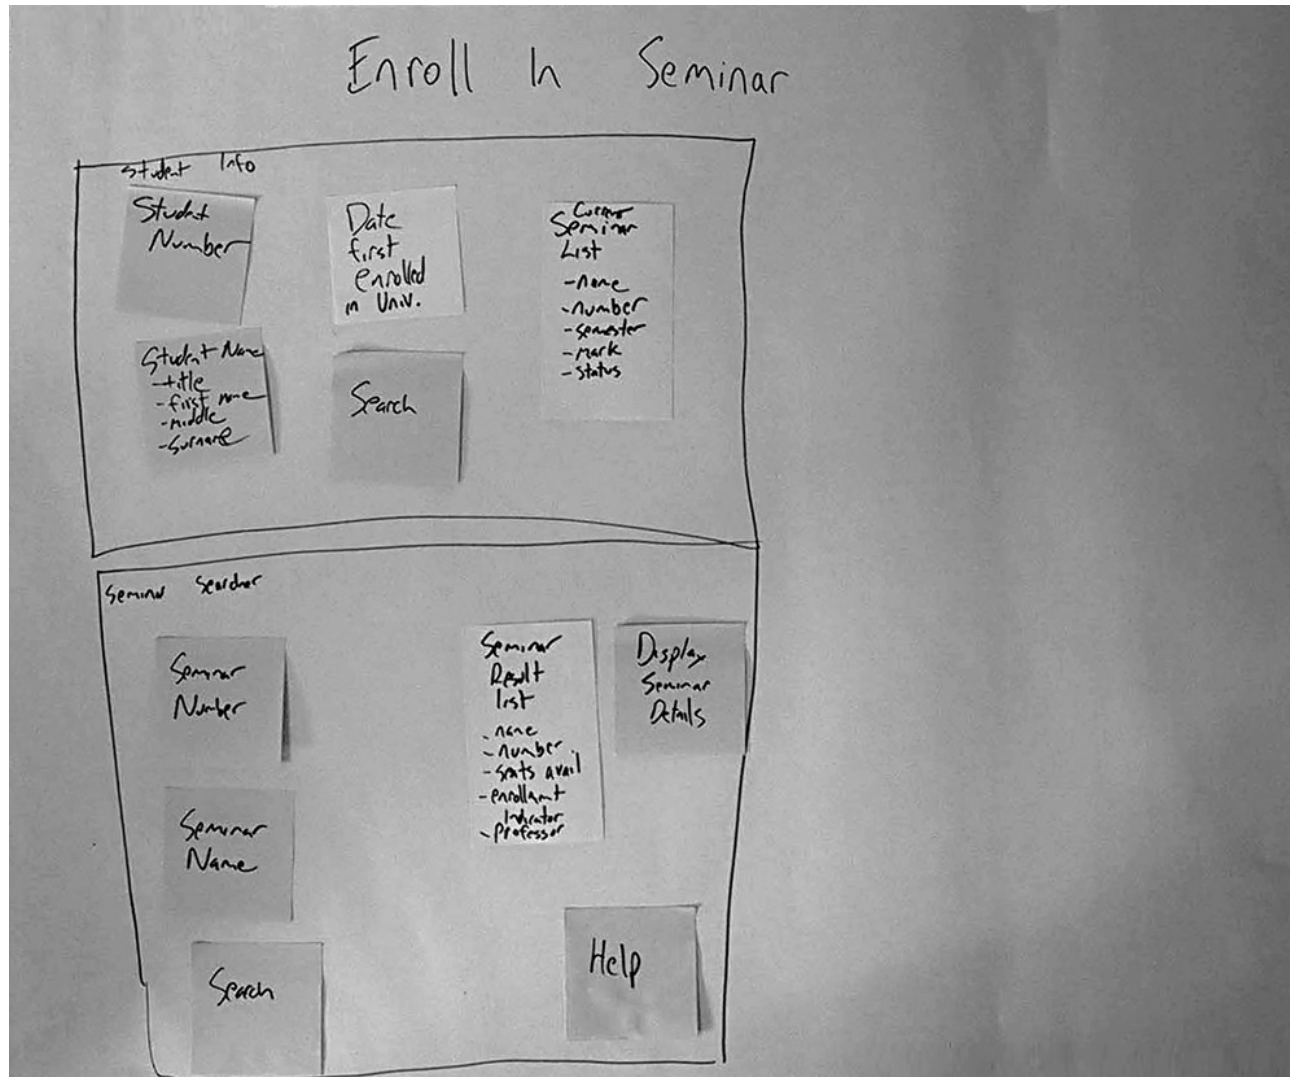 Enroll In Seminar
Student Info
Student
Number
Date
first
enrolled
in Univ.
Seminar
List
- name
- number
- semester
- mark
- status
Student Name
- title
- first name
- middle
- surname
Search
Seminar Searcher
Seminar
Number
Seminar
Result
list
- name
- number
- seats avail
- enrollment
Indicator
- Professor
Display
Seminar
Details
Seminar
Name
Search
Help